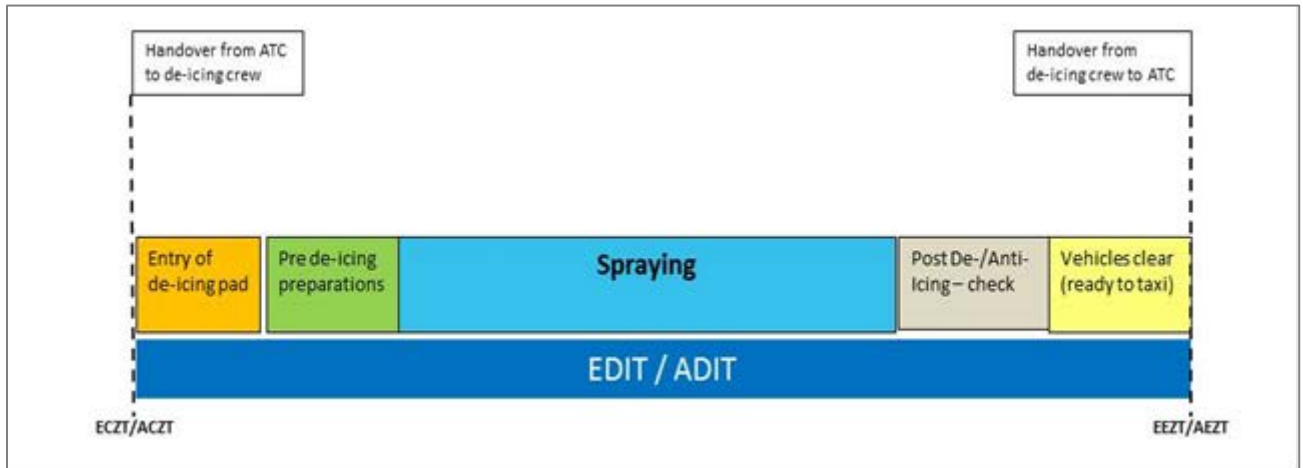 Handover from ATC
to de-icing crew
Handover from
de-icing crew to ATC
Entry of
de-icing pad
Pre de-icing
preparations
Spraying
Post De-/Anti-
Icing – check
Vehicles clear
(ready to taxi)
EDIT / ADIT
ECZT/ACZT
EEZT/AEZT